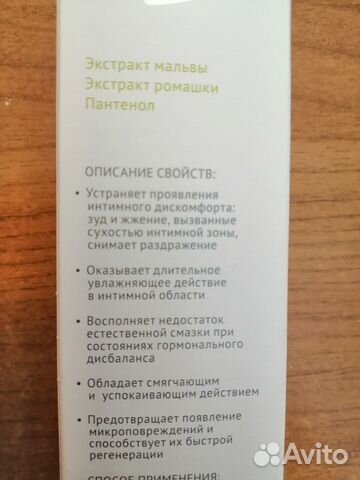 Экстракт мальвы
Экстракт ромашки
Пантенол
ОПИСАНИЕ СВОЙСТВ:
• Устраняет проявления
интимного дискомфорта:
зуд и жжение, вызванные
сухостью интимной зоны,
снимает раздражение
• Оказывает длительное
увлажняющее действие
в интимной области
• Восполняет недостаток
естественной смазки при
состояниях гормонального
дисбаланса
• Обладает смягчающим
и успокаивающим действием
• Предотвращает появление
микроповреждений и
способствует их быстрой
регенерации
СПОСОБ ПРИМЕНЕНИЯ:
Avito